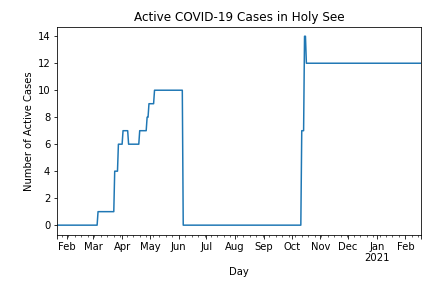 Active COVID-19 Cases in Holy See
14
12
10
8
6
4
2
0
Number of Active Cases
Feb Mar Apr May Jun Jul Aug Sep Oct Nov Dec Jan Feb
2021
Day